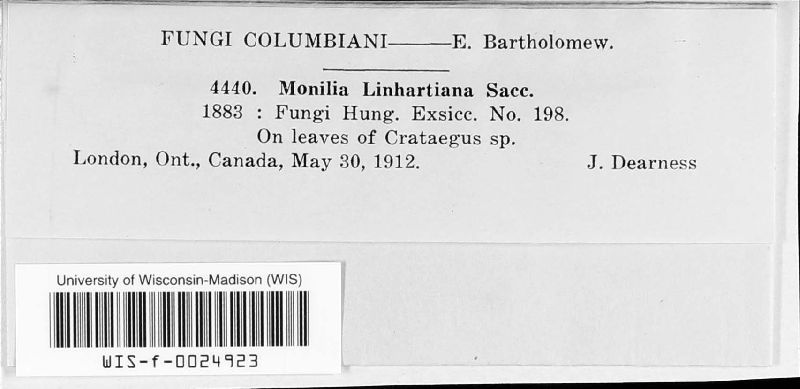 FUNGI COLUMBIANI———E. Bartholomew.
4440. Monilia Linhartiana Sacc.
1883 : Fungi Hung. Exsicc. No. 198.
On leaves of Crataegus sp.
London, Ont., Canada, May 30, 1912. J. Dearness
University of Wisconsin-Madison (WIS)
WIS-f-0024923